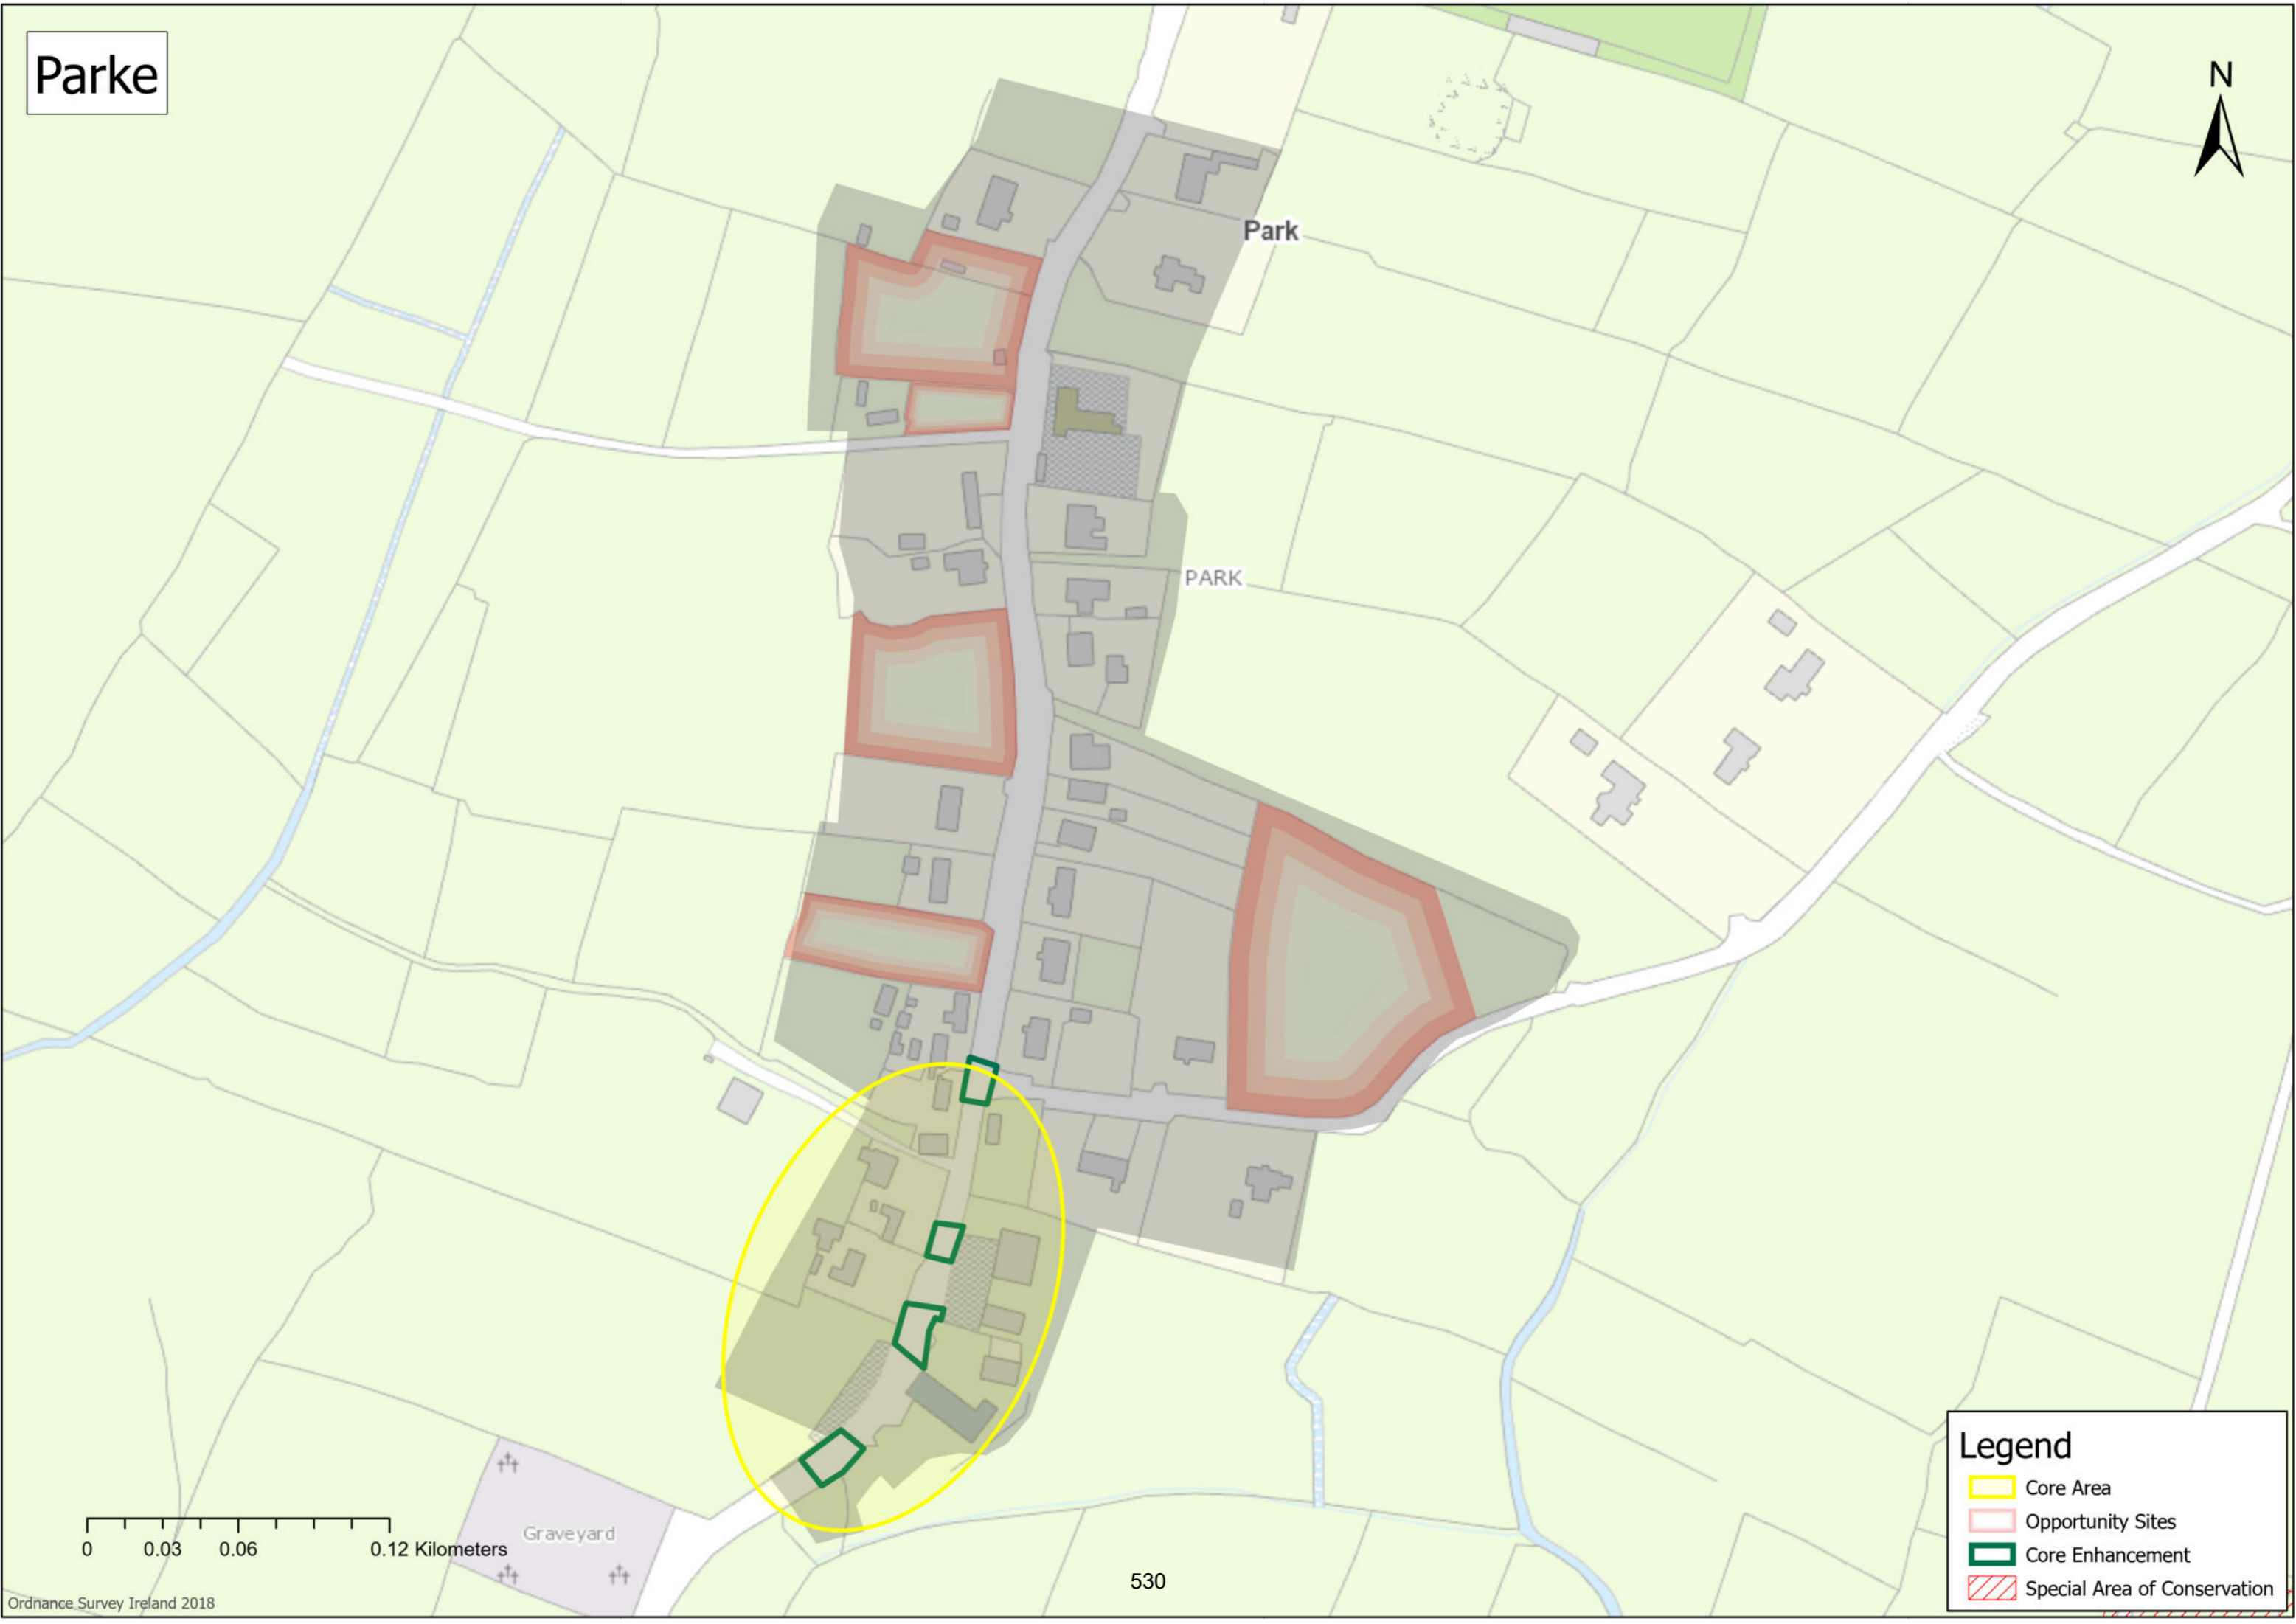 Parke
N
Park
PARK
Graveyard
0 0.03 0.06 0.12 Kilometers
Ordnance Survey Ireland 2018
530
Legend
Core Area
Opportunity Sites
Core Enhancement
Special Area of Conservation